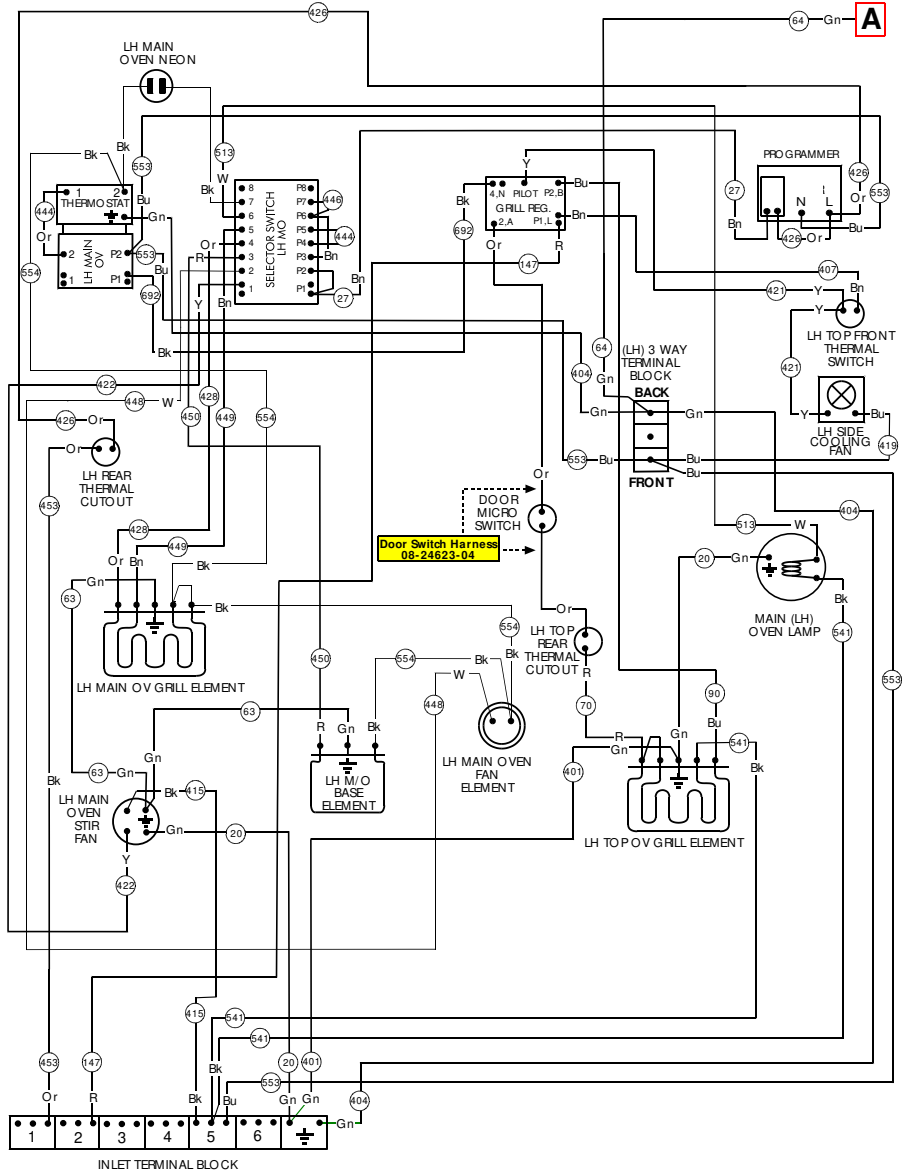 426
64
Gn
A
LH MAIN
OVEN NEON
Bk
Bk
553
513
W
Bk
Y
PROGRAMMER
N
L
426
Or
553
Bu
426
Or
27
Bn
1
2
THERMOSTAT
Bu
Gn
444
Or
LH MAIN
OV
2
1
P2
P1
553
Bu
692
554
8
7
6
5
4
3
2
1
SELECTOR SWITCH
LH MO
P8
P7
P6
P5
P4
P3
P2
P1
446
444
Bn
27
Bn
Or
R
Y
Bn
Bk
692
4,N
PILOT
P2,B
GRILL REG.
2,A
P1,L
Bu
Bn
Or
R
147
407
Bn
421
Y
Y
LH TOP FRONT
THERMAL
SWITCH
421
Y
Bu
LH SIDE
COOLING
FAN
419
Bk
64
Gn
404
Gn
(LH) 3 WAY
TERMINAL
BLOCK
BACK
Gn
553
Bu
Bu
Bu
FRONT
422
448
W
428
450
449
554
426
Or
Or
LH REAR
THERMAL
CUTOUT
453
Or
DOOR
MICRO
SWITCH
Door Switch Harness
08-24623-04
404
513
W
20
Gn
Bk
MAIN (LH)
OVEN LAMP
541
428
449
Or
Bn
Bk
Gn
63
Bk
LH MAIN OV GRILL ELEMENT
Or
LH TOP
REAR
THERMAL
CUTOUT
R
554
Bk
450
554
Bk
W
448
553
90
Bu
70
63
R
Gn
Bk
LH M/O
BASE
ELEMENT
LH MAIN OVEN
FAN
ELEMENT
R
Gn
Gn
541
Bk
401
LH TOP OV GRILL ELEMENT
Gn
63
Gn
Bk
415
Bk
LH MAIN
OVEN
STIR
FAN
Gn
20
Y
422
415
541
541
453
147
Bk
20
401
553
Or
R
Bk
Bu
Gn
Gn
404
Gn
1
2
3
4
5
6
INLET TERMINAL BLOCK